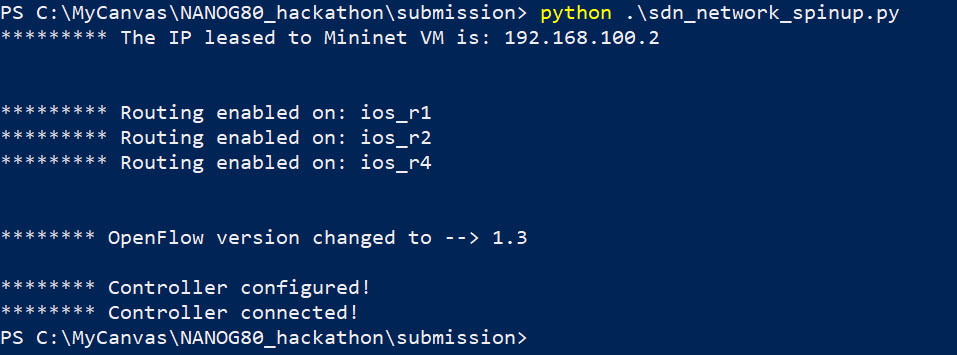 PS C:\MyCanvas\NANOG80_hackathon\submission> python .\sdn_network_spinup.py
********* The IP leased to Mininet VM is: 192.168.100.2
********* Routing enabled on: ios_r1
********* Routing enabled on: ios_r2
********* Routing enabled on: ios_r4
******** OpenFlow version changed to --> 1.3
******** Controller configured!
******** Controller connected!
PS C:\MyCanvas\NANOG80_hackathon\submission>